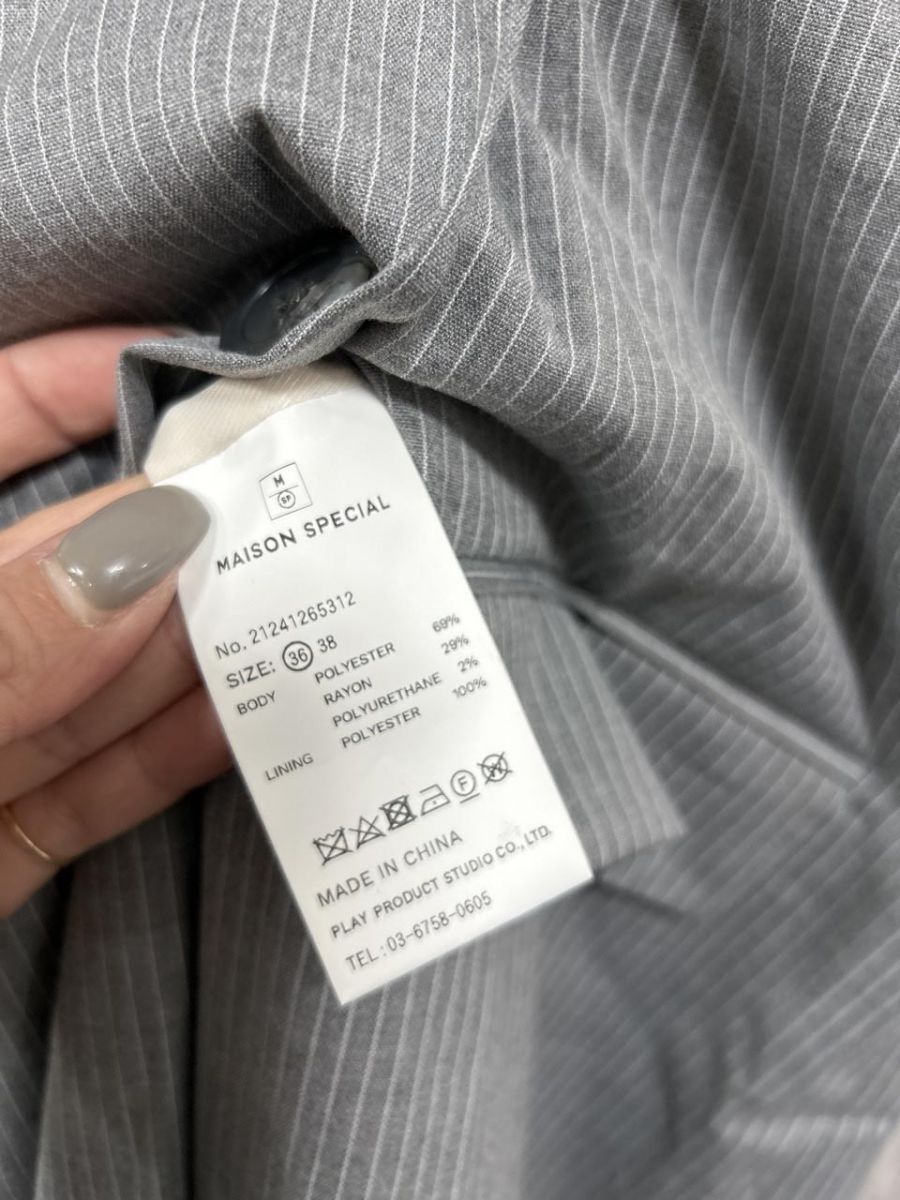 M
SP
MAISON SPECIAL
No. 21241265312
SIZE: 36 38
BODY POLYESTER 69%
RAYON 29%
POLYURETHANE 2%
LINING POLYESTER 100%
F
W
MADE IN CHINA
PLAY PRODUCT STUDIO CO., LTD.
TEL : 03-6758-0605